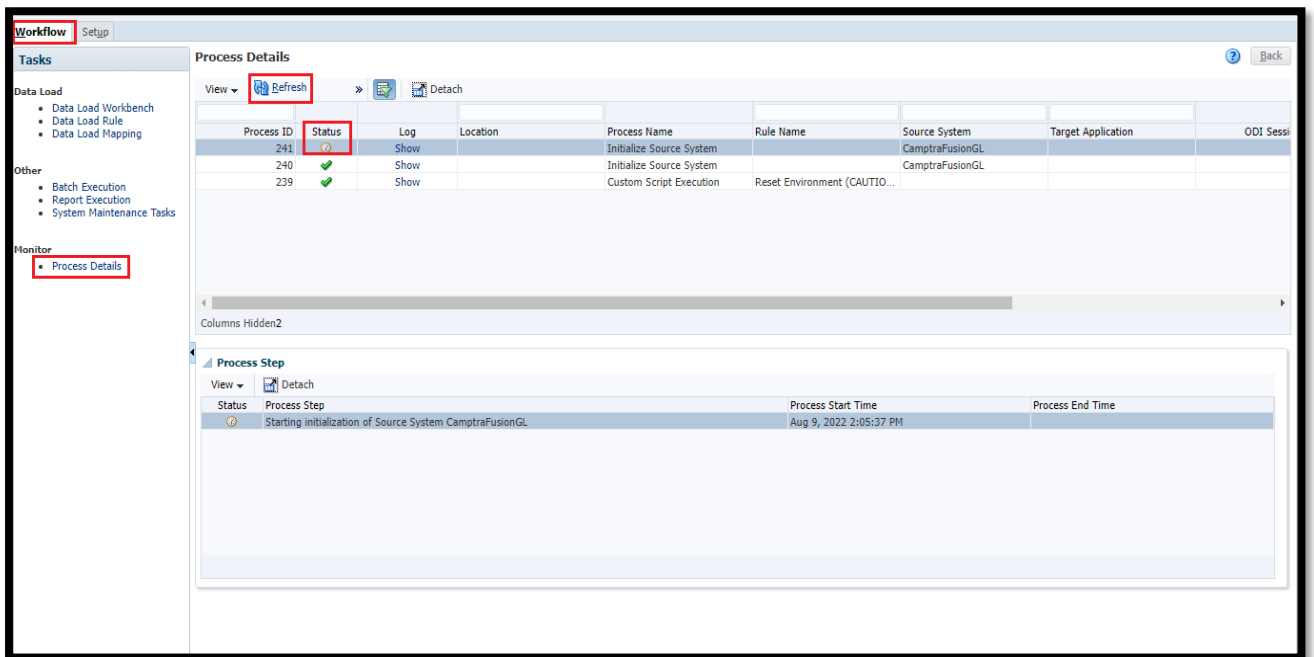 Workflow Setup
Tasks
Data Load
Data Load Workbench
Data Load Rule
Data Load Mapping
Other
Batch Execution
Report Execution
System Maintenance Tasks
Monitor
Process Details
Process Details
? Back
View Refresh » Detach
Process ID Status Log Location Process Name Rule Name Source System Target Application ODI Sessi
241 Show Initialize Source System CamptraFusionGL
240 Show Initialize Source System CamptraFusionGL
239 Show Custom Script Execution Reset Environment (CAUTIO...
Columns Hidden2
Process Step
View Detach
Status Process Step Process Start Time Process End Time
Starting initialization of Source System CamptraFusionGL Aug 9, 2022 2:05:37 PM